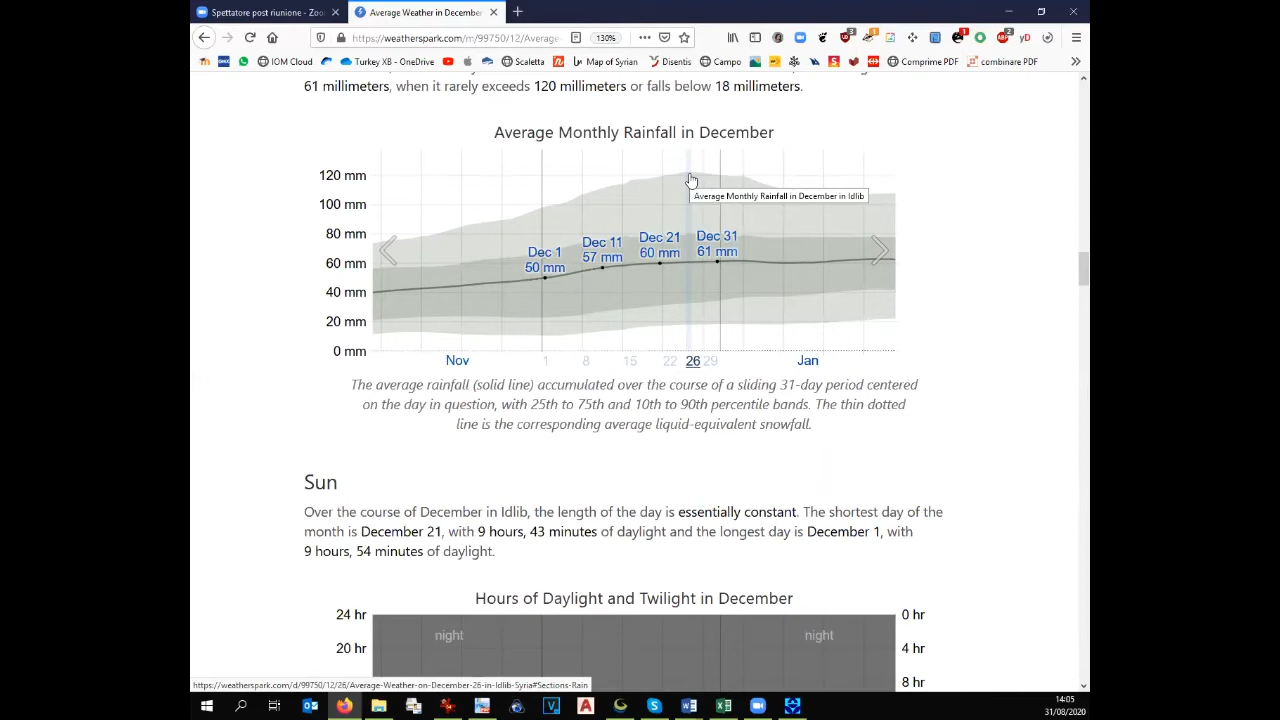 Spettatore post riunione - Zoo
Average Weather in December
https://weatherspark.com/m/99750/12/Average-
130%
IOM Cloud
Turkey XB - OneDrive
Scaletta
Map of Syrian
Disentis
Campo
Comprime PDF
combinare PDF
61 millimeters, when it rarely exceeds 120 millimeters or falls below 18 millimeters.
Average Monthly Rainfall in December
120 mm
100 mm
80 mm
60 mm
40 mm
20 mm
0 mm
Average Monthly Rainfall in December in Idlib
Dec 1
50 mm
Dec 11
57 mm
Dec 21
60 mm
Dec 31
61 mm
Nov 1 8 15 22 26 29 Jan
The average rainfall (solid line) accumulated over the course of a sliding 31-day period centered
on the day in question, with 25th to 75th and 10th to 90th percentile bands. The thin dotted
line is the corresponding average liquid-equivalent snowfall.
Sun
Over the course of December in Idlib, the length of the day is essentially constant. The shortest day of the
month is December 21, with 9 hours, 43 minutes of daylight and the longest day is December 1, with
9 hours, 54 minutes of daylight.
Hours of Daylight and Twilight in December
24 hr
20 hr
night
night
0 hr
4 hr
8 hr
https://weatherspark.com/d/99750/12/26/Average-Weather-on-December-26-in-Idlib-Syria#Sections-Rain
14:05
31/08/2020